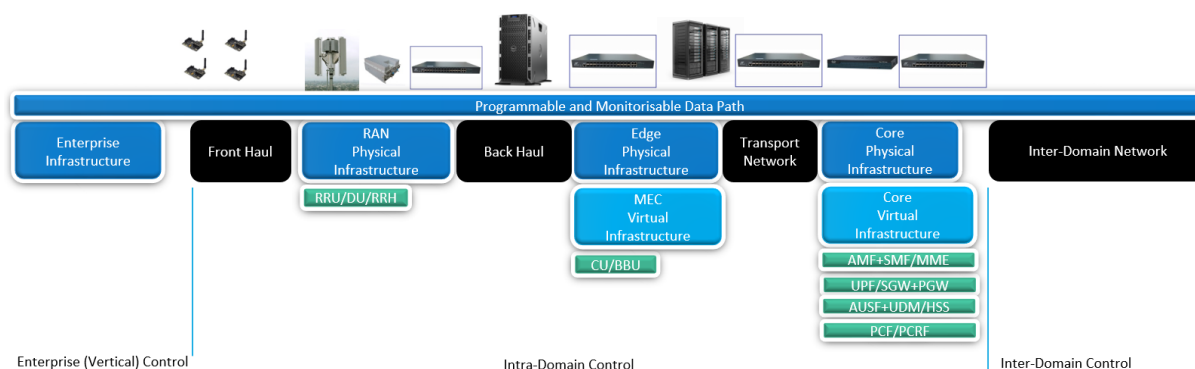 Programmable and Monitorisable Data Path
Enterprise
Infrastructure
Front Haul
RAN
Physical
Infrastructure
Back Haul
Edge
Physical
Infrastructure
Transport
Network
Core
Physical
Infrastructure
Inter-Domain Network
RRU/DU/RRH
MEC
Virtual
Infrastructure
Core
Virtual
Infrastructure
CU/BBU
AMF+SMF/MME
UPF/SGW+PGW
AUSF+UDM/HSS
PCF/PCRF
Enterprise (Vertical) Control
Intra-Domain Control
Inter-Domain Control